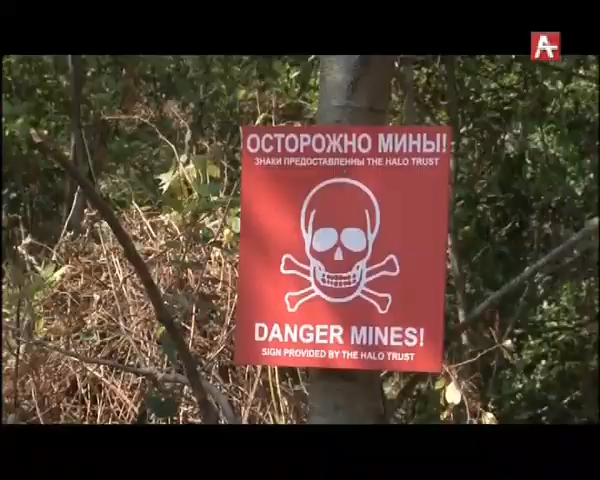 ОСТОРОЖНО МИНЫ!
ЗНАКИ ПРЕДОСТАВЛЕННЫ THE HALO TRUST
DANGER MINES!
SIGN PROVIDED BY THE HALO TRUST